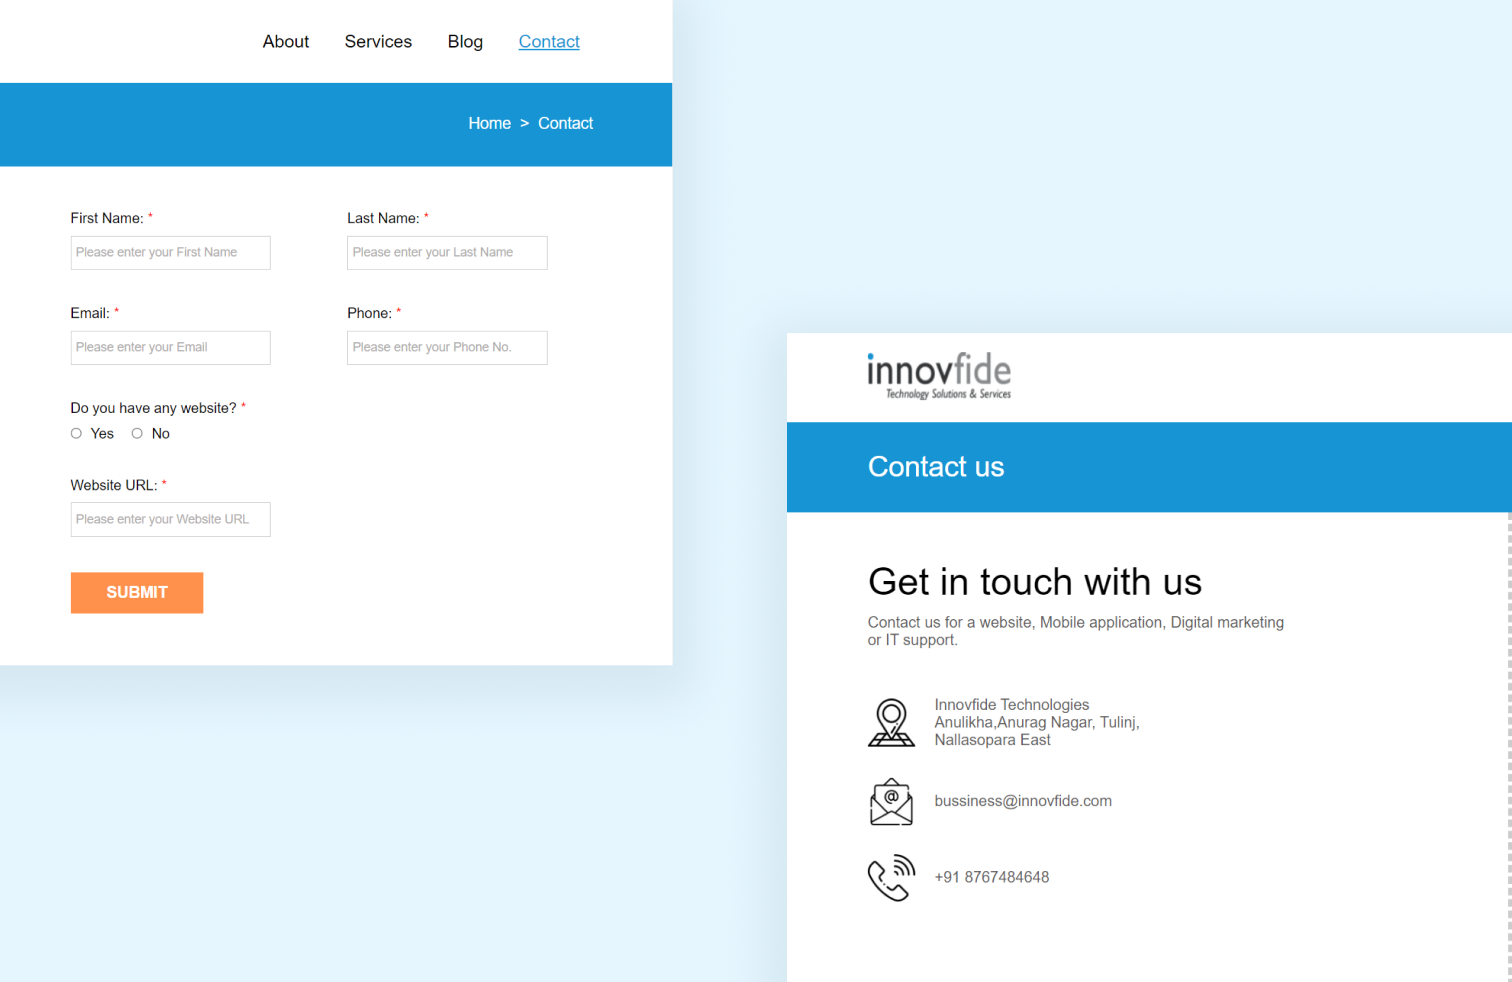 About Services Blog Contact
Home > Contact
First Name: * Last Name: *
Please enter your First Name Please enter your Last Name
Email: * Phone: *
Please enter your Email Please enter your Phone No.
Do you have any website? *
Yes No
Website URL: *
Please enter your Website URL
SUBMIT
innovfide
Technology Solutions & Services
Contact us
Get in touch with us
Contact us for a website, Mobile application, Digital marketing
or IT support.
Innovfide Technologies
Anulikha,Anurag Nagar, Tulinj,
Nallasopara East
@
bussiness@innovfide.com
+91 8767484648